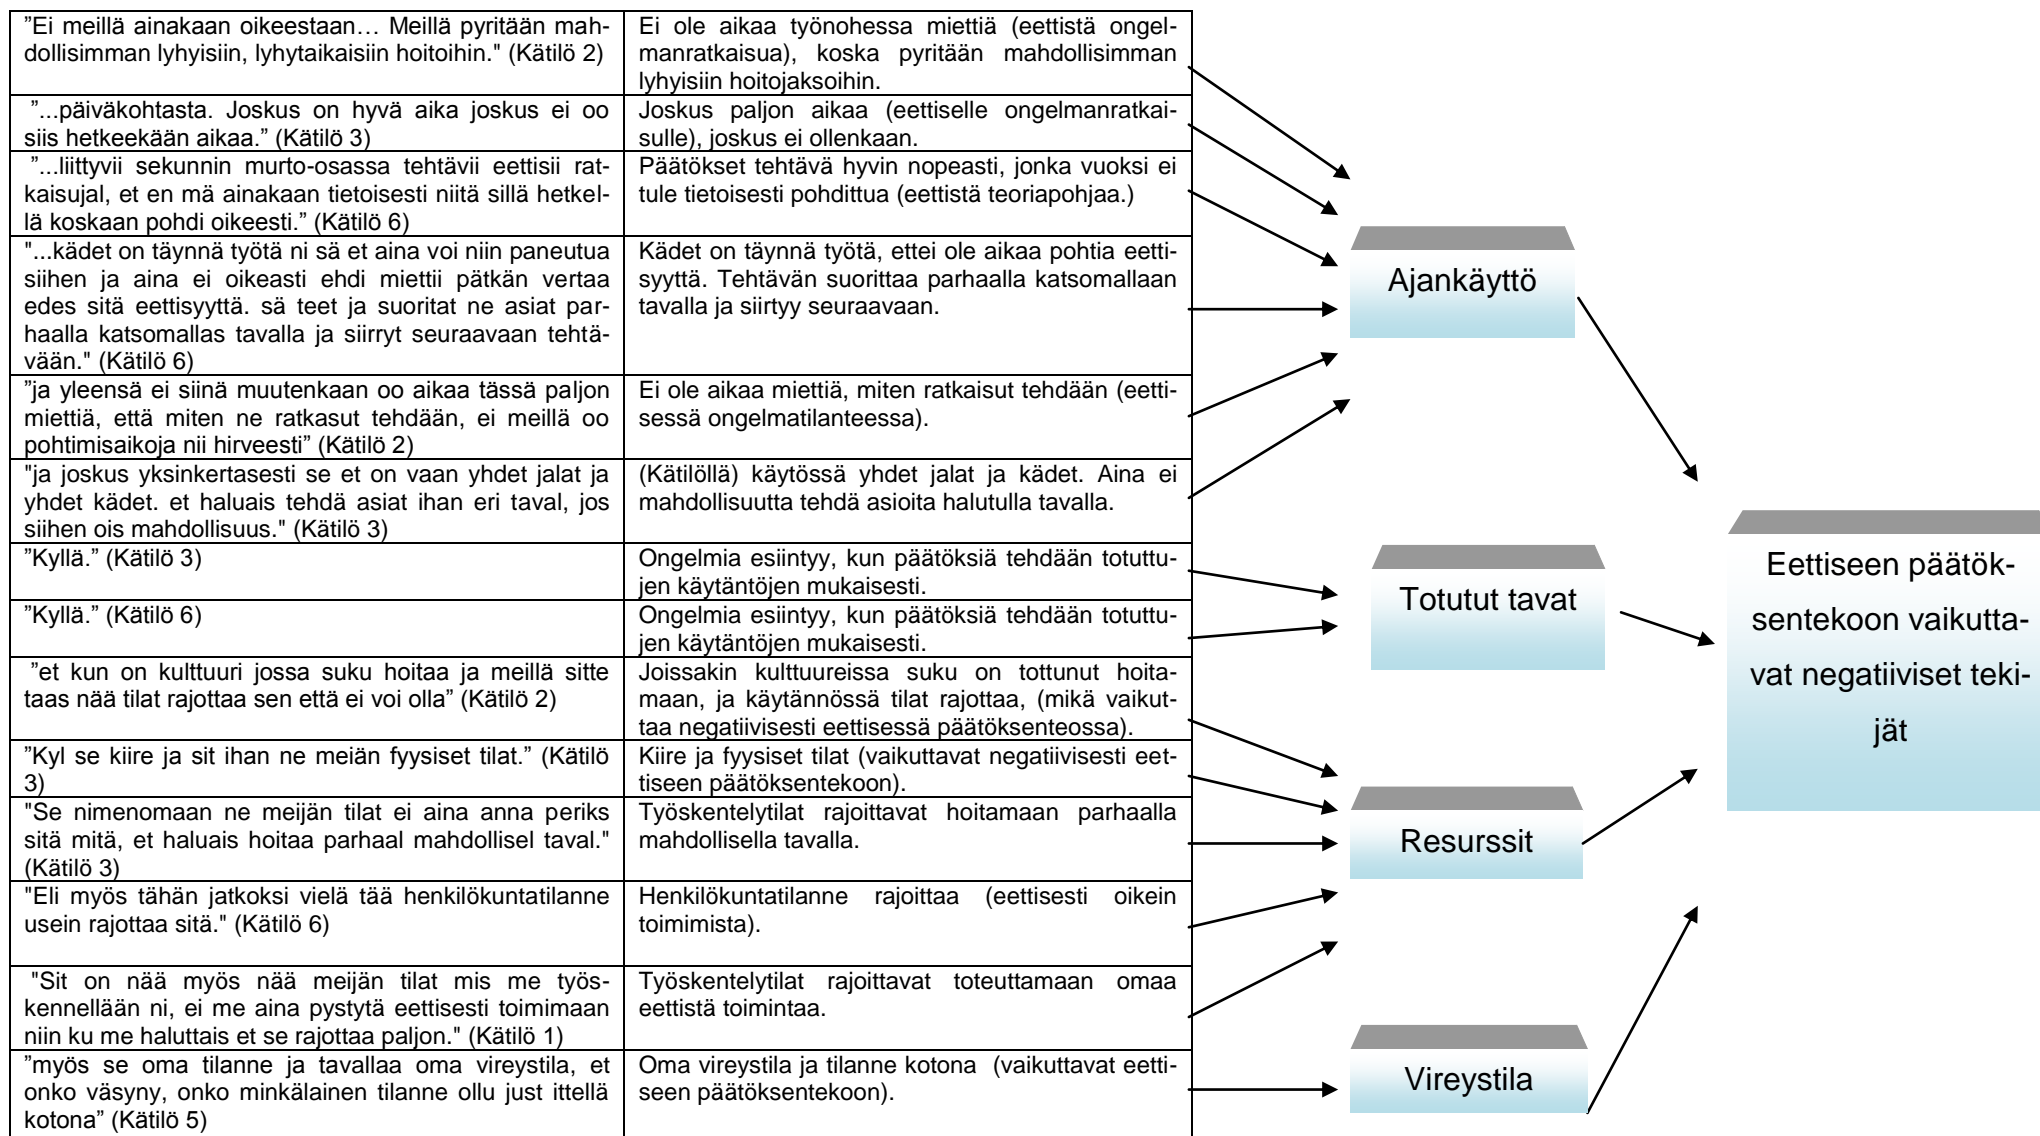 ”Ei meillä ainakaan oikeestaan… Meillä pyritään mah-
dollisimman lyhyisiin, lyhytaikaisiin hoitoihin." (Kätilö 2)
Ei ole aikaa työnohessa miettiä (eettistä ongel-
manratkaisua), koska pyritään mahdollisimman
lyhyisiin hoitojaksoihin.
”...päiväkohtasta. Joskus on hyvä aika joskus ei oo
siis hetkeekään aikaa.” (Kätilö 3)
Joskus paljon aikaa (eettiselle ongelmanratkai-
sulle), joskus ei ollenkaan.
”...liittyvii sekunnin murto-osassa tehtävii eettisii rat-
kaisujal, et en mä ainakaan tietoisesti niitä sillä hetkel-
lä koskaan pohdi oikeesti.” (Kätilö 6)
Päätökset tehtävä hyvin nopeasti, jonka vuoksi ei
tule tietoisesti pohdittua (eettistä teoriapohjaa.)
"...kädet on täynnä työtä ni sä et aina voi niin paneutua
siihen ja aina ei oikeasti ehdi miettii pätkän vertaa
edes sitä eettisyyttä. sä teet ja suoritat ne asiat par-
haalla katsomallas tavalla ja siirryt seuraavaan tehtä-
vään." (Kätilö 6)
Kädet on täynnä työtä, ettei ole aikaa pohtia eetti-
syyttä. Tehtävän suorittaa parhaalla katsomallaan
tavalla ja siirtyy seuraavaan.
”ja yleensä ei siinä muutenkaan oo aikaa tässä paljon
miettiä, että miten ne ratkasut tehdään, ei meillä oo
pohtimisaikoja nii hirveesti” (Kätilö 2)
Ei ole aikaa miettiä, miten ratkaisut tehdään (eetti-
sessä ongelmatilanteessa).
"ja joskus yksinkertasesti se et on vaan yhdet jalat ja
yhdet kädet. et haluais tehdä asiat ihan eri taval, jos
siihen ois mahdollisuus." (Kätilö 3)
(Kätilöllä) käytössä yhdet jalat ja kädet. Aina ei
mahdollisuutta tehdä asioita halutulla tavalla.
”Kyllä.” (Kätilö 3)
Ongelmia esiintyy, kun päätöksiä tehdään totuttu-
jen käytäntöjen mukaisesti.
”Kyllä.” (Kätilö 6)
Ongelmia esiintyy, kun päätöksiä tehdään totuttu-
jen käytäntöjen mukaisesti.
”et kun on kulttuuri jossa suku hoitaa ja meillä sitte
taas nää tilat rajottaa sen että ei voi olla” (Kätilö 2)
Joissakin kulttuureissa suku on tottunut hoita-
maan, ja käytännössä tilat rajottaa, (mikä vaikut-
taa negatiivisesti eettisessä päätöksenteossa).
"Kyl se kiire ja sit ihan ne meiän fyysiset tilat.” (Kätilö
3)
Kiire ja fyysiset tilat (vaikuttavat negatiivisesti eet-
tiseen päätöksentekoon).
"Se nimenomaan ne meijän tilat ei aina anna periks
sitä mitä, et haluais hoitaa parhaal mahdollisel taval."
(Kätilö 3)
Työskentelytilat rajoittavat hoitamaan parhaalla
mahdollisella tavalla.
"Eli myös tähän jatkoksi vielä tää henkilökuntatilanne
usein rajottaa sitä." (Kätilö 6)
Henkilökuntatilanne rajoittaa (eettisesti oikein
toimimista).
"Sit on nää myös nää meijän tilat mis me työs-
kennellään ni, ei me aina pystytä eettisesti toimimaan
niin ku me haluttais et se rajottaa paljon." (Kätilö 1)
Työskentelytilat rajoittavat toteuttamaan omaa
eettistä toimintaa.
”myös se oma tilanne ja tavallaa oma vireystila, et
onko väsyny, onko minkälainen tilanne ollu just ittellä
kotona” (Kätilö 5)
Oma vireystila ja tilanne kotona (vaikuttavat eetti-
seen päätöksentekoon).
Ajankäyttö
Totutut tavat
Resurssit
Vireystila
Eettiseen päätök-
sentekoon vaikutta-
vat negatiiviset teki-
jät